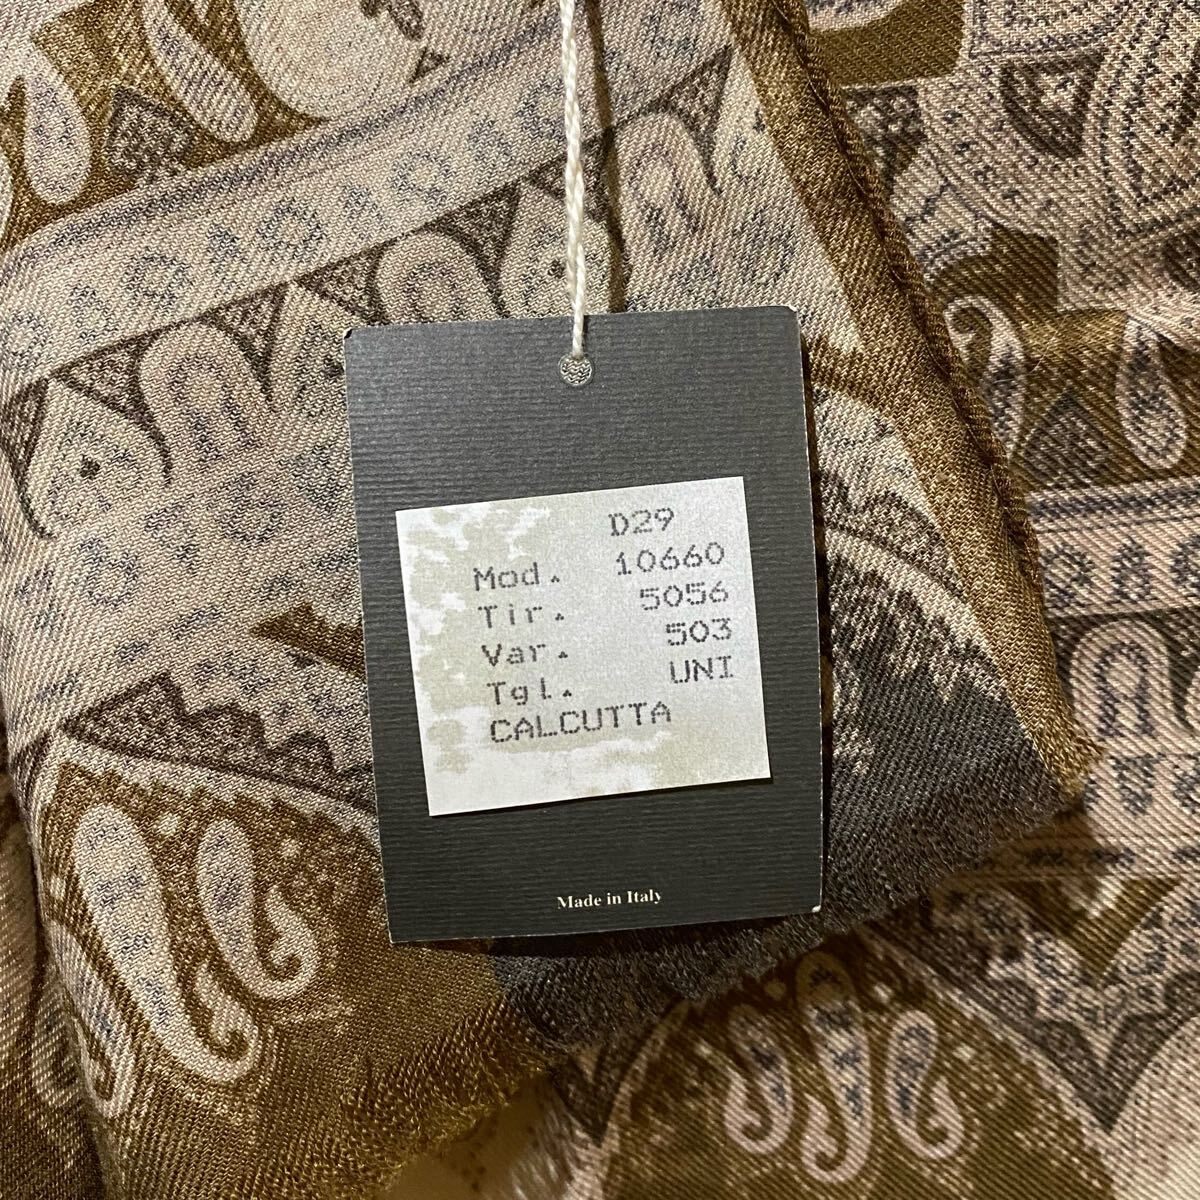 D29
Mod. 10660
Tir. 5056
Var. 503
Tgl. UNI
CALCUTTA
Made in Italy